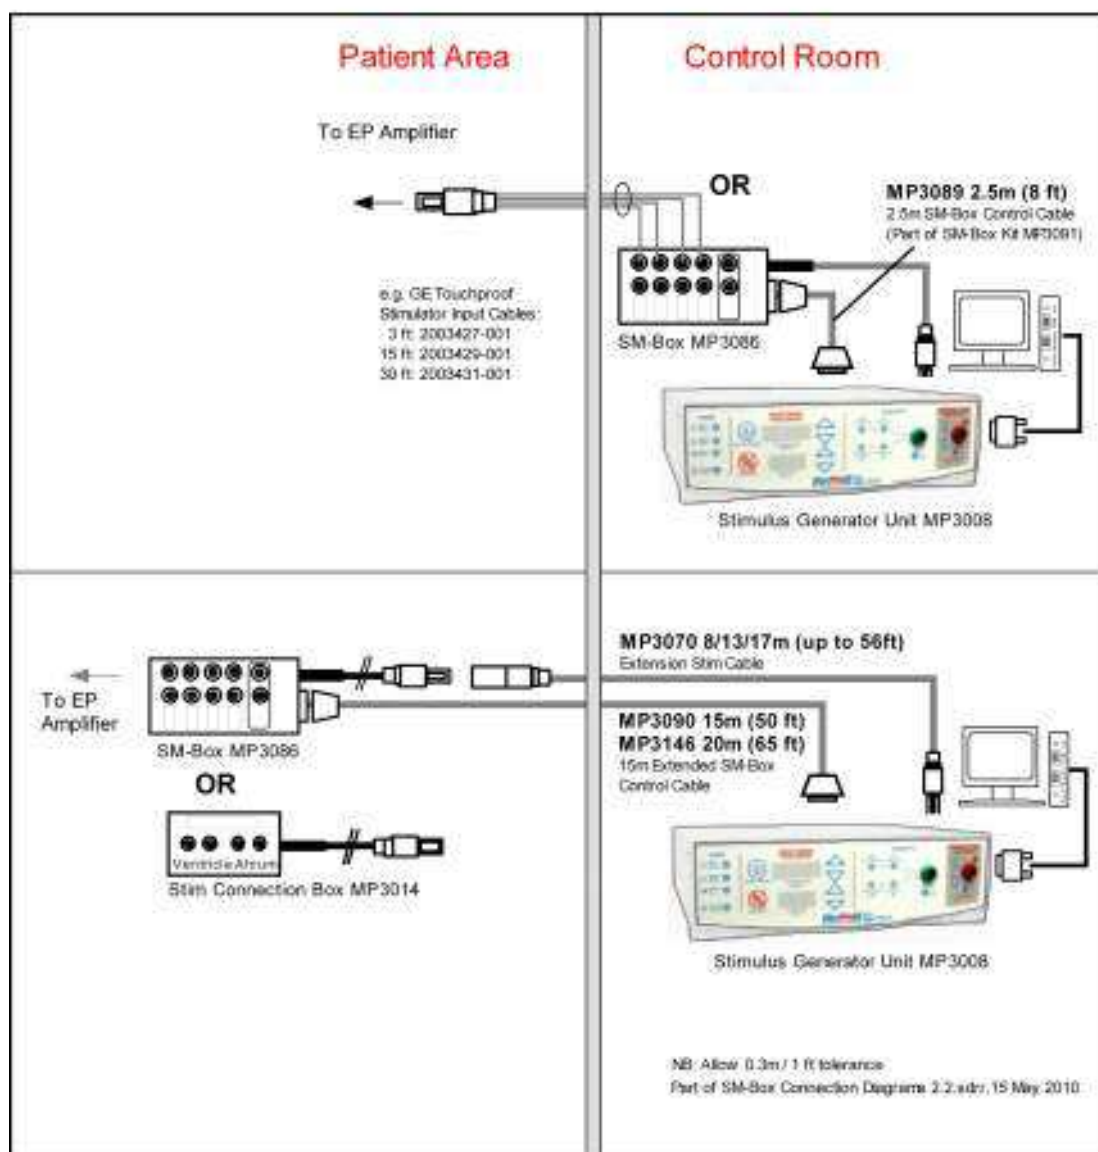 Patient Area
Control Room
To EP Amplifier
OR
MP3089 2.5m (8 ft)
2.5m SM-Box Control Cable
(Part of SM-Box Kit MP3091)
e.g. GE Touchproof
Stimulator Input Cables:
3 ft: 2003427-001
15 ft: 2003429-001
30 ft: 2003431-001
SM-Box MP3086
Stimulus Generator Unit MP3008
MP3070 8/13/17m (up to 56ft)
Extension Stim Cable
To EP
Amplifier
MP3090 15m (50 ft)
MP3146 20m (65 ft)
15m Extended SM-Box
Control Cable
SM-Box MP3086
OR
Ventricle Atrium
Stim Connection Box MP3014
Stimulus Generator Unit MP3008
NB: Allow 0.3m / 1 ft tolerance
Part of SM-Box Connection Diagrams 2.2.sdr, 15 May 2010